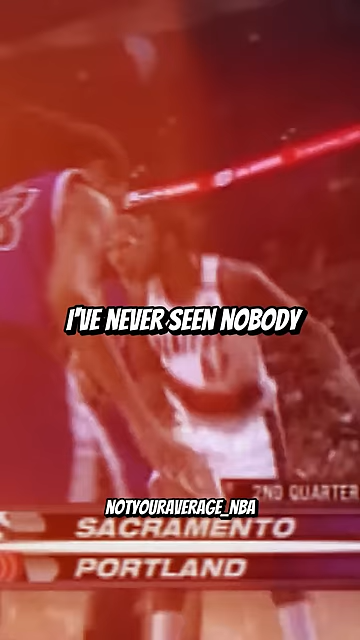 I'VE NEVER SEEN NOBODY
2ND QUARTER
NOTYOURAVERAGE_NBA
SACRAMENTO
PORTLAND